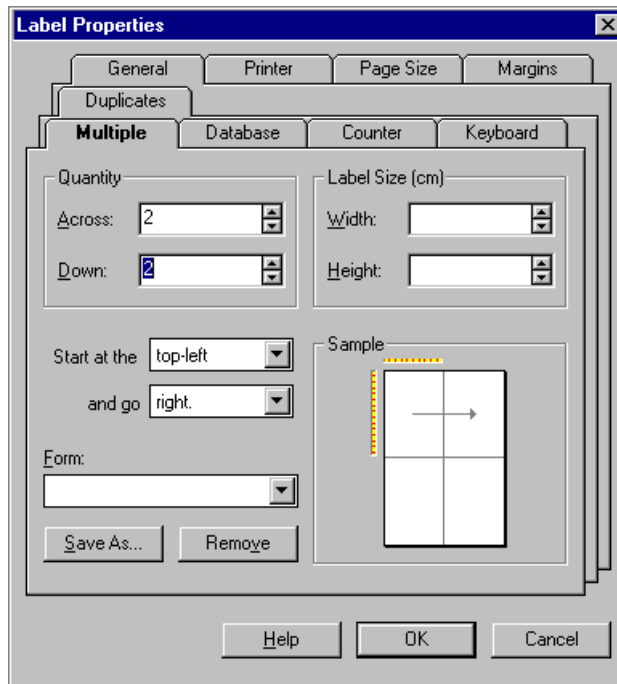 Label Properties
General Printer Page Size Margins
Duplicates
Multiple Database Counter Keyboard
Quantity Label Size (cm)
Across: 2 Width:
Down: 2 Height:
Start at the top-left Sample
and go right.
Form:
Save As... Remove
Help OK Cancel